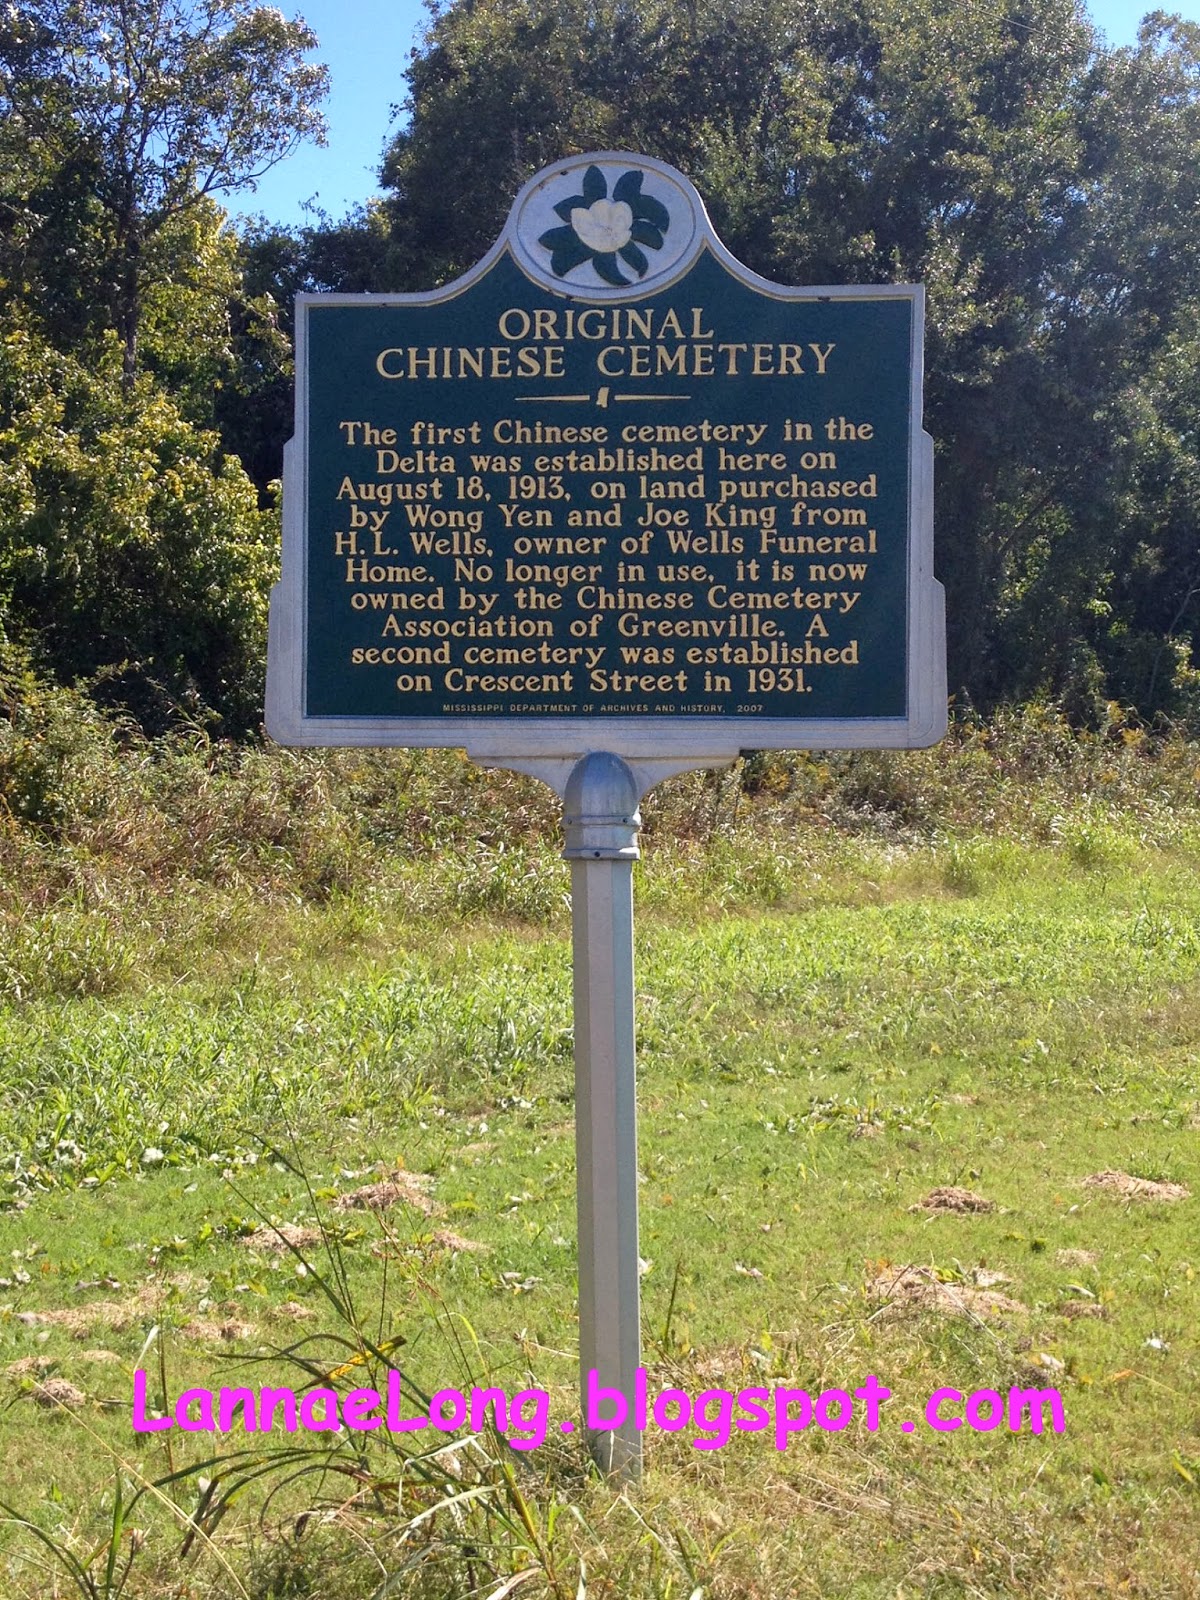 ORIGINAL
CHINESE CEMETERY
The first Chinese cemetery in the
Delta was established here on
August 18, 1913, on land purchased
by Wong Yen and Joe King from
H. L. Wells, owner of Wells Funeral
Home. No longer in use, it is now
owned by the Chinese Cemetery
Association of Greenville. A
second cemetery was established
on Crescent Street in 1931.
MISSISSIPPI DEPARTMENT OF ARCHIVES AND HISTORY, 2007
LannaeLong.blogspot.com